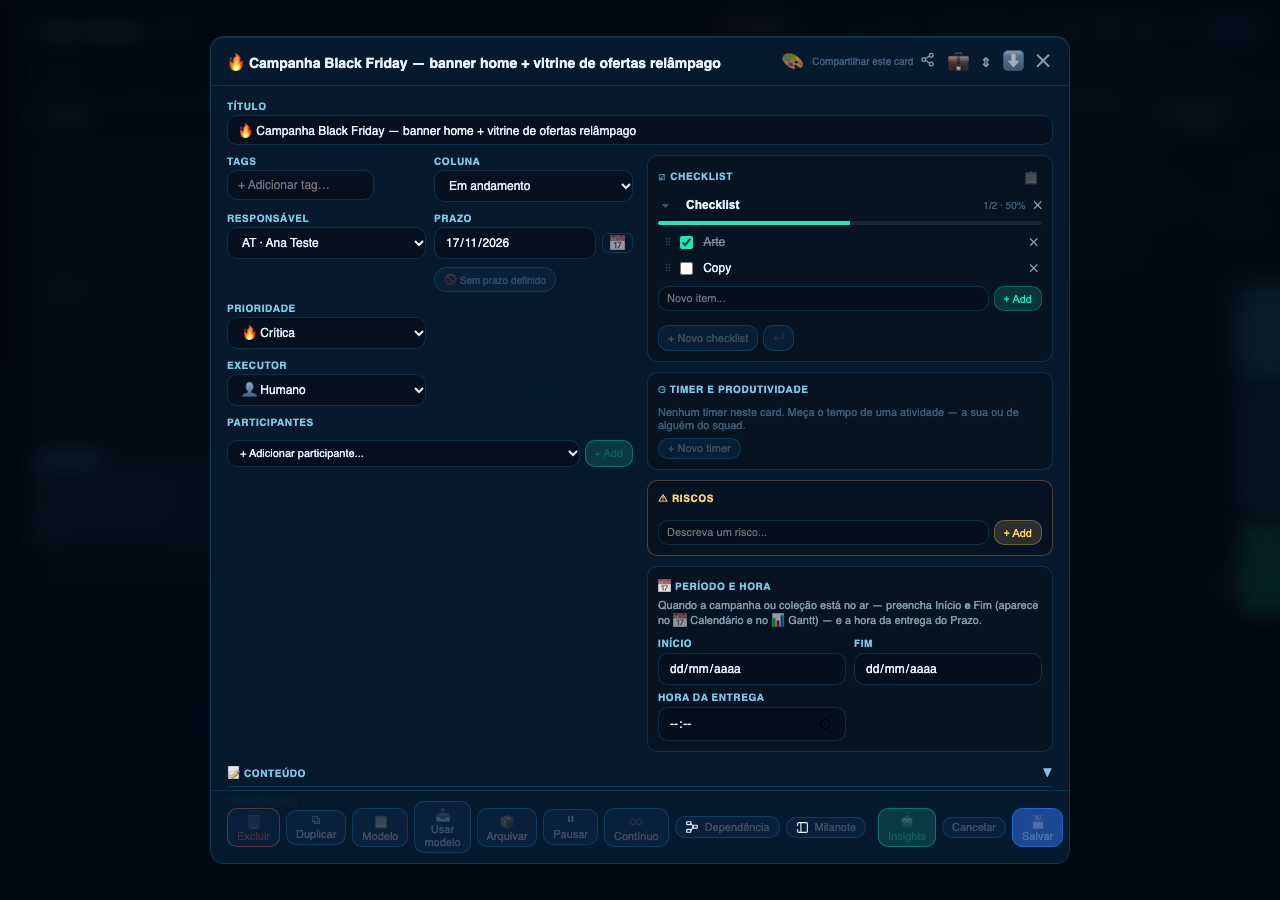 🔥 Campanha Black Friday — banner home + vitrine de ofertas relâmpago
Compartilhar este card
TÍTULO
🔥 Campanha Black Friday — banner home + vitrine de ofertas relâmpago
TAGS
+ Adicionar tag...
COLUNA
Em andamento
RESPONSÁVEL
AT · Ana Teste
PRAZO
17/11/2026
🚫 Sem prazo definido
PRIORIDADE
🔥 Crítica
EXECUTOR
👤 Humano
PARTICIPANTES
+ Adicionar participante...
+ Add
☑ CHECKLIST
Checklist
1/2 · 50%
Arte
Copy
Novo item...
+ Add
+ Novo checklist
TIMER E PRODUTIVIDADE
Nenhum timer neste card. Meça o tempo de uma atividade — a sua ou de
alguém do squad.
+ Novo timer
⚠ RISCOS
Descreva um risco...
+ Add
📅 PERÍODO E HORA
Quando a campanha ou coleção está no ar — preencha Início e Fim (aparece
no 📅 Calendário e no 📊 Gantt) — e a hora da entrega do Prazo.
INÍCIO
dd/mm/aaaa
FIM
dd/mm/aaaa
HORA DA ENTREGA
--:--
📝 CONTEÚDO
DESCRIÇÃO
Excluir
Duplicar
Modelo
Usar
modelo
Arquivar
Pausar
Contínuo
Dependência
Milanote
Insights
Cancelar
Salvar